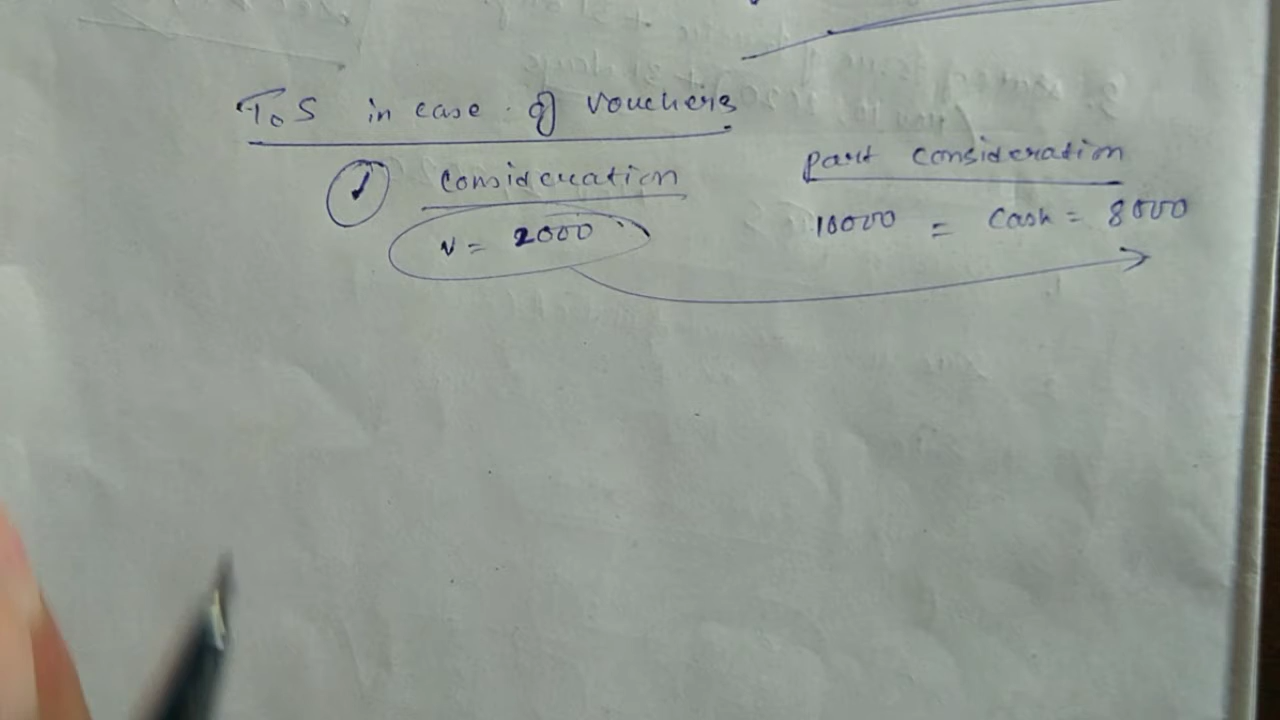 ToS in case of vouchers
① consideration
V = 2000
part consideration
10000 = Cash = 8000